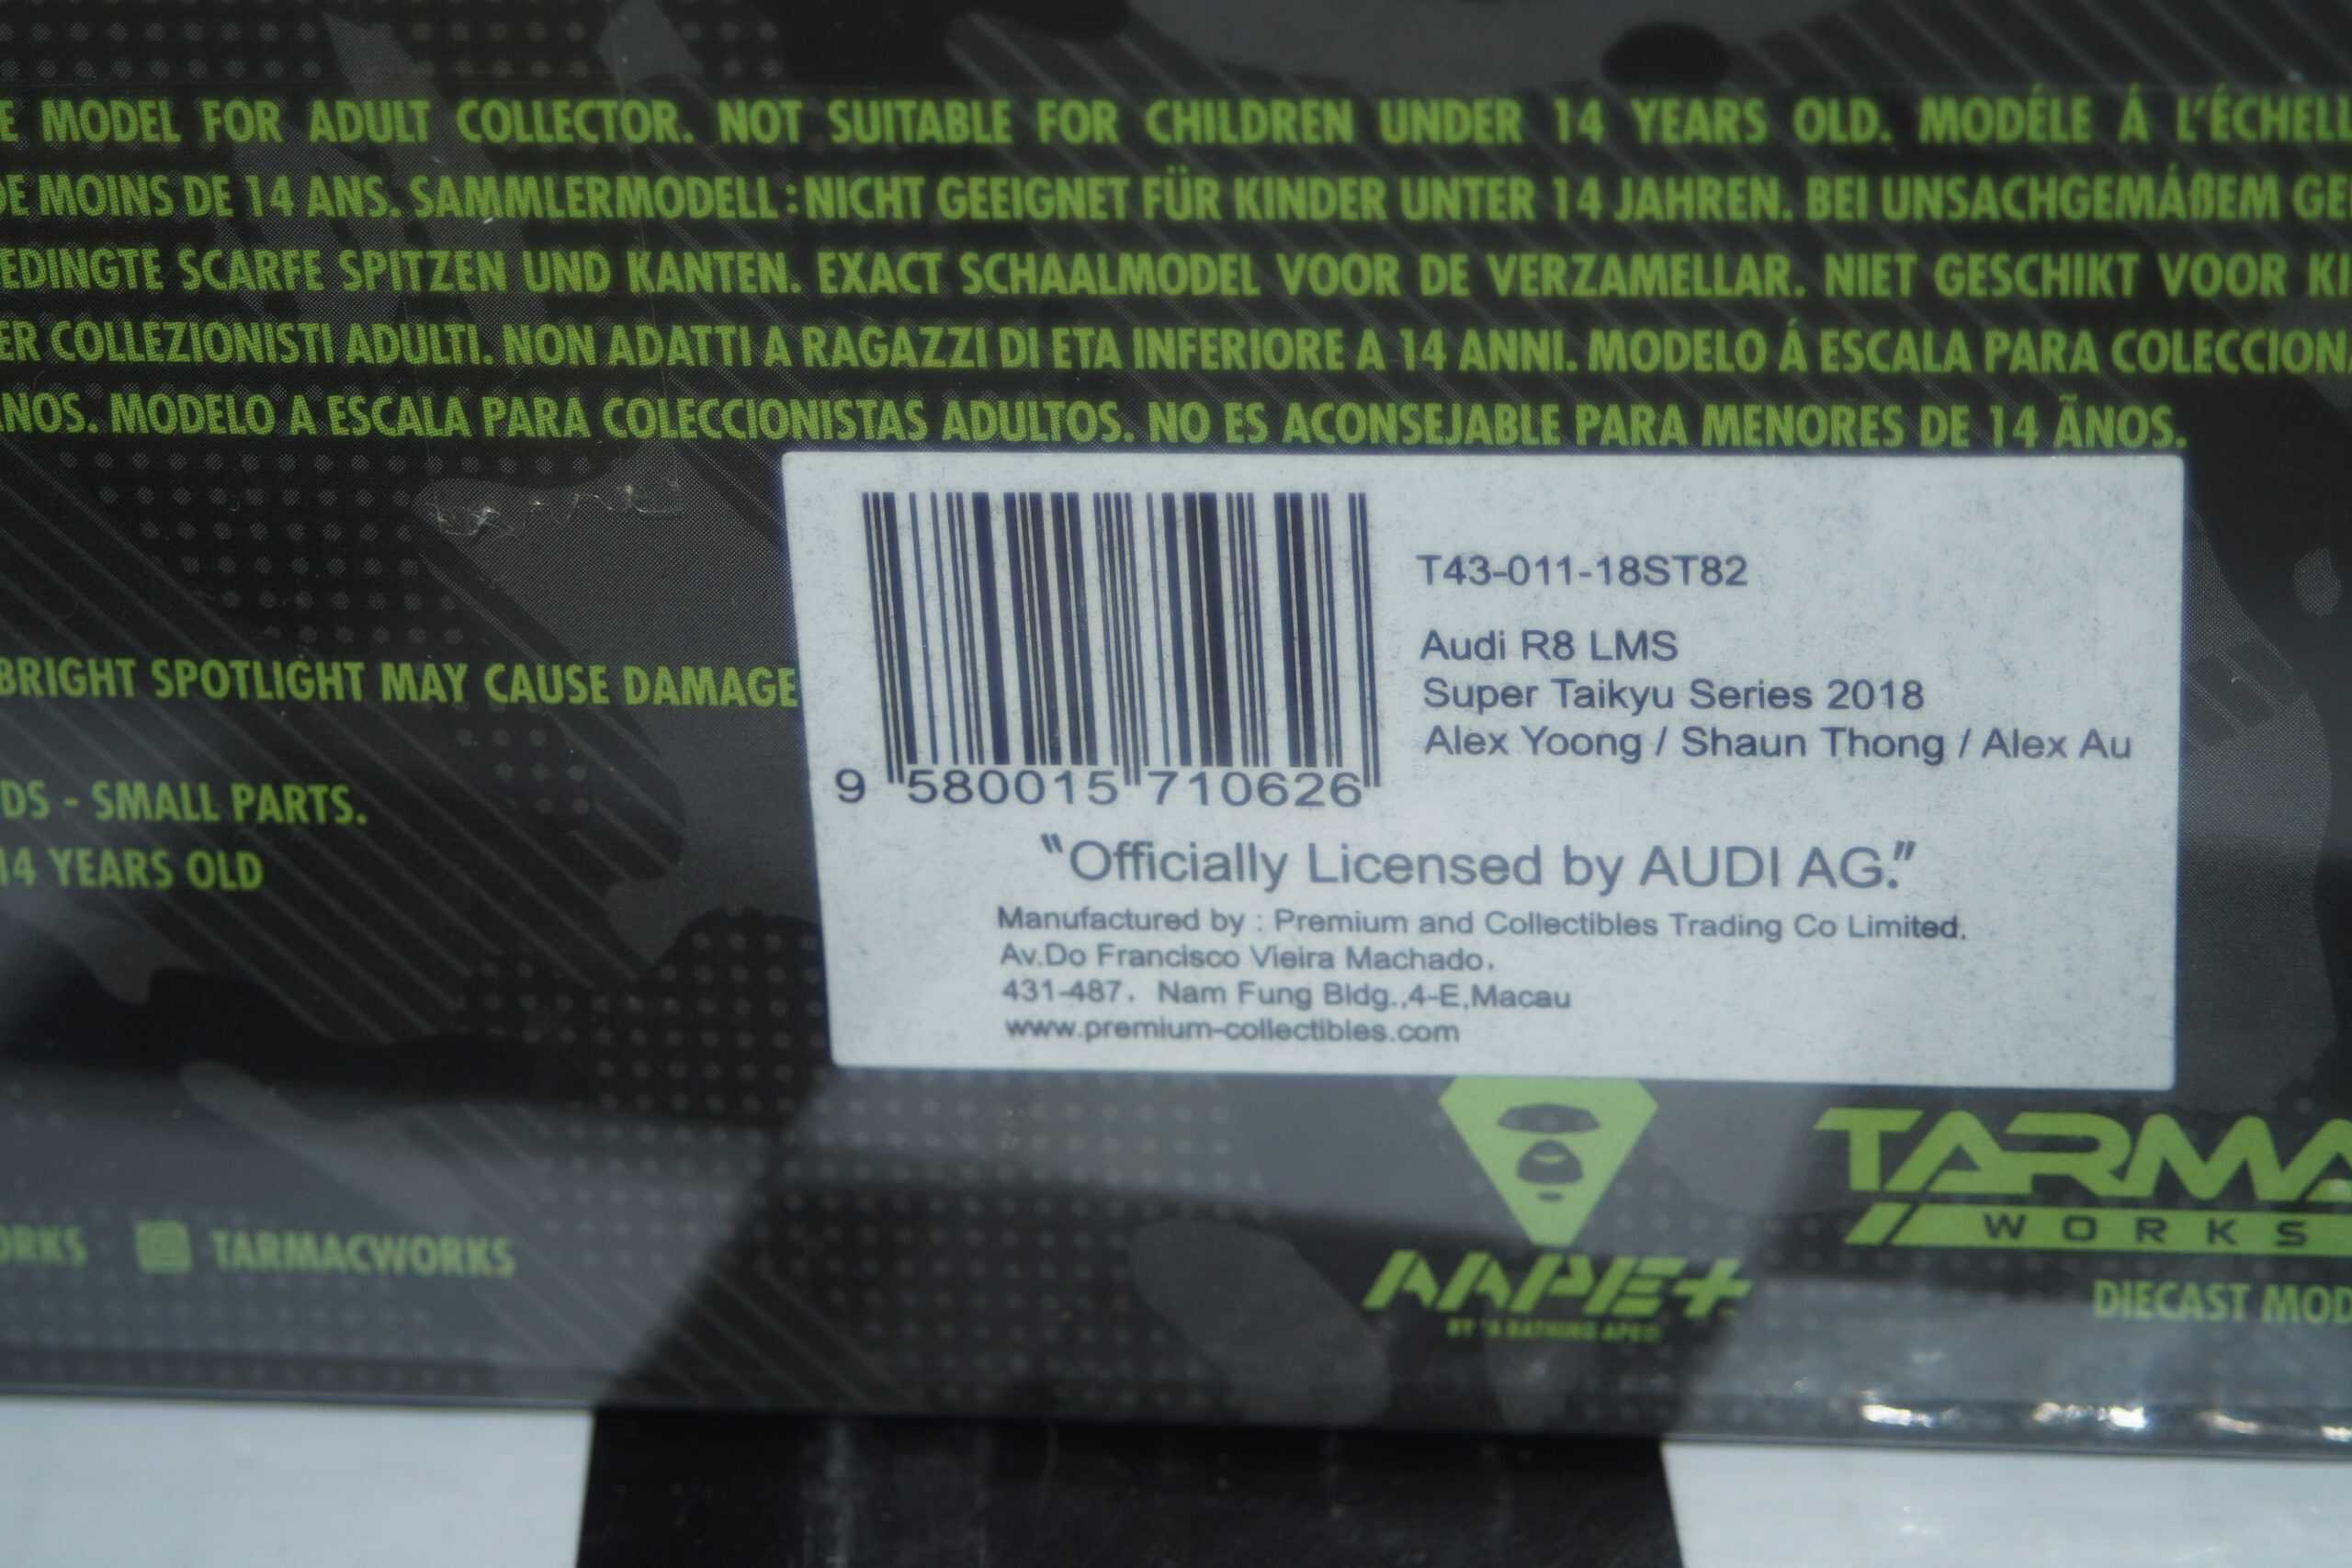 E MODEL FOR ADULT COLLECTOR. NOT SUITABLE FOR CHILDREN UNDER 14 YEARS OLD. MODÉLE Á L'ÉCHELL
DE MOINS DE 14 ANS. SAMMLERMODELL : NICHT GEEIGNET FÜR KINDER UNTER 14 JAHREN. BEI UNSACHGEMÁßEM GE
EDINGTE SCARFE SPITZEN UND KANTEN. EXACT SCHAALMODEL VOOR DE VERZAMELLAR. NIET GESCHIKT VOOR KI
ER COLLEZIONISTI ADULTI. NON ADATTI A RAGAZZI DI ETA INFERIORE A 14 ANNI. MODELO Á ESCALA PARA COLECCION
NOS. MODELO A ESCALA PARA COLECCIONISTAS ADULTOS. NO ES ACONSEJABLE PARA MENORES DE 14 ÃNOS.
BRIGHT SPOTLIGHT MAY CAUSE DAMAGE
DS - SMALL PARTS.
14 YEARS OLD
T43-011-18ST82
Audi R8 LMS
Super Taikyu Series 2018
Alex Yoong / Shaun Thong / Alex Au
9 580015 710626
"Officially Licensed by AUDI AG."
Manufactured by : Premium and Collectibles Trading Co Limited.
Av.Do Francisco Vieira Machado,
431-487, Nam Fung Bldg.,4-E,Macau
www.premium-collectibles.com
ORKS TARMACWORKS
AAPE+
BY *A BATHING APE®
TARMA
WORKS
DIECAST MOD